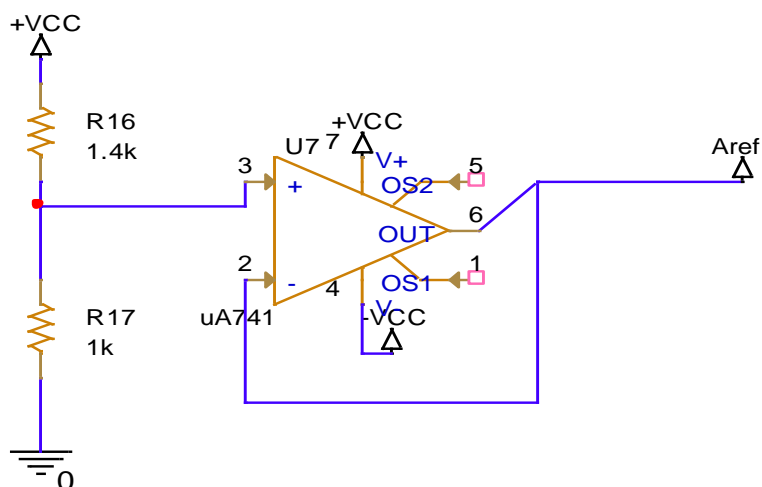 +VCC
R16
1.4k
U7
7
+VCC
V+
3
+
OS2
5
Aref
6
OUT
2
-
OS1
1
4
V
-VCC
uA741
R17
1k
0